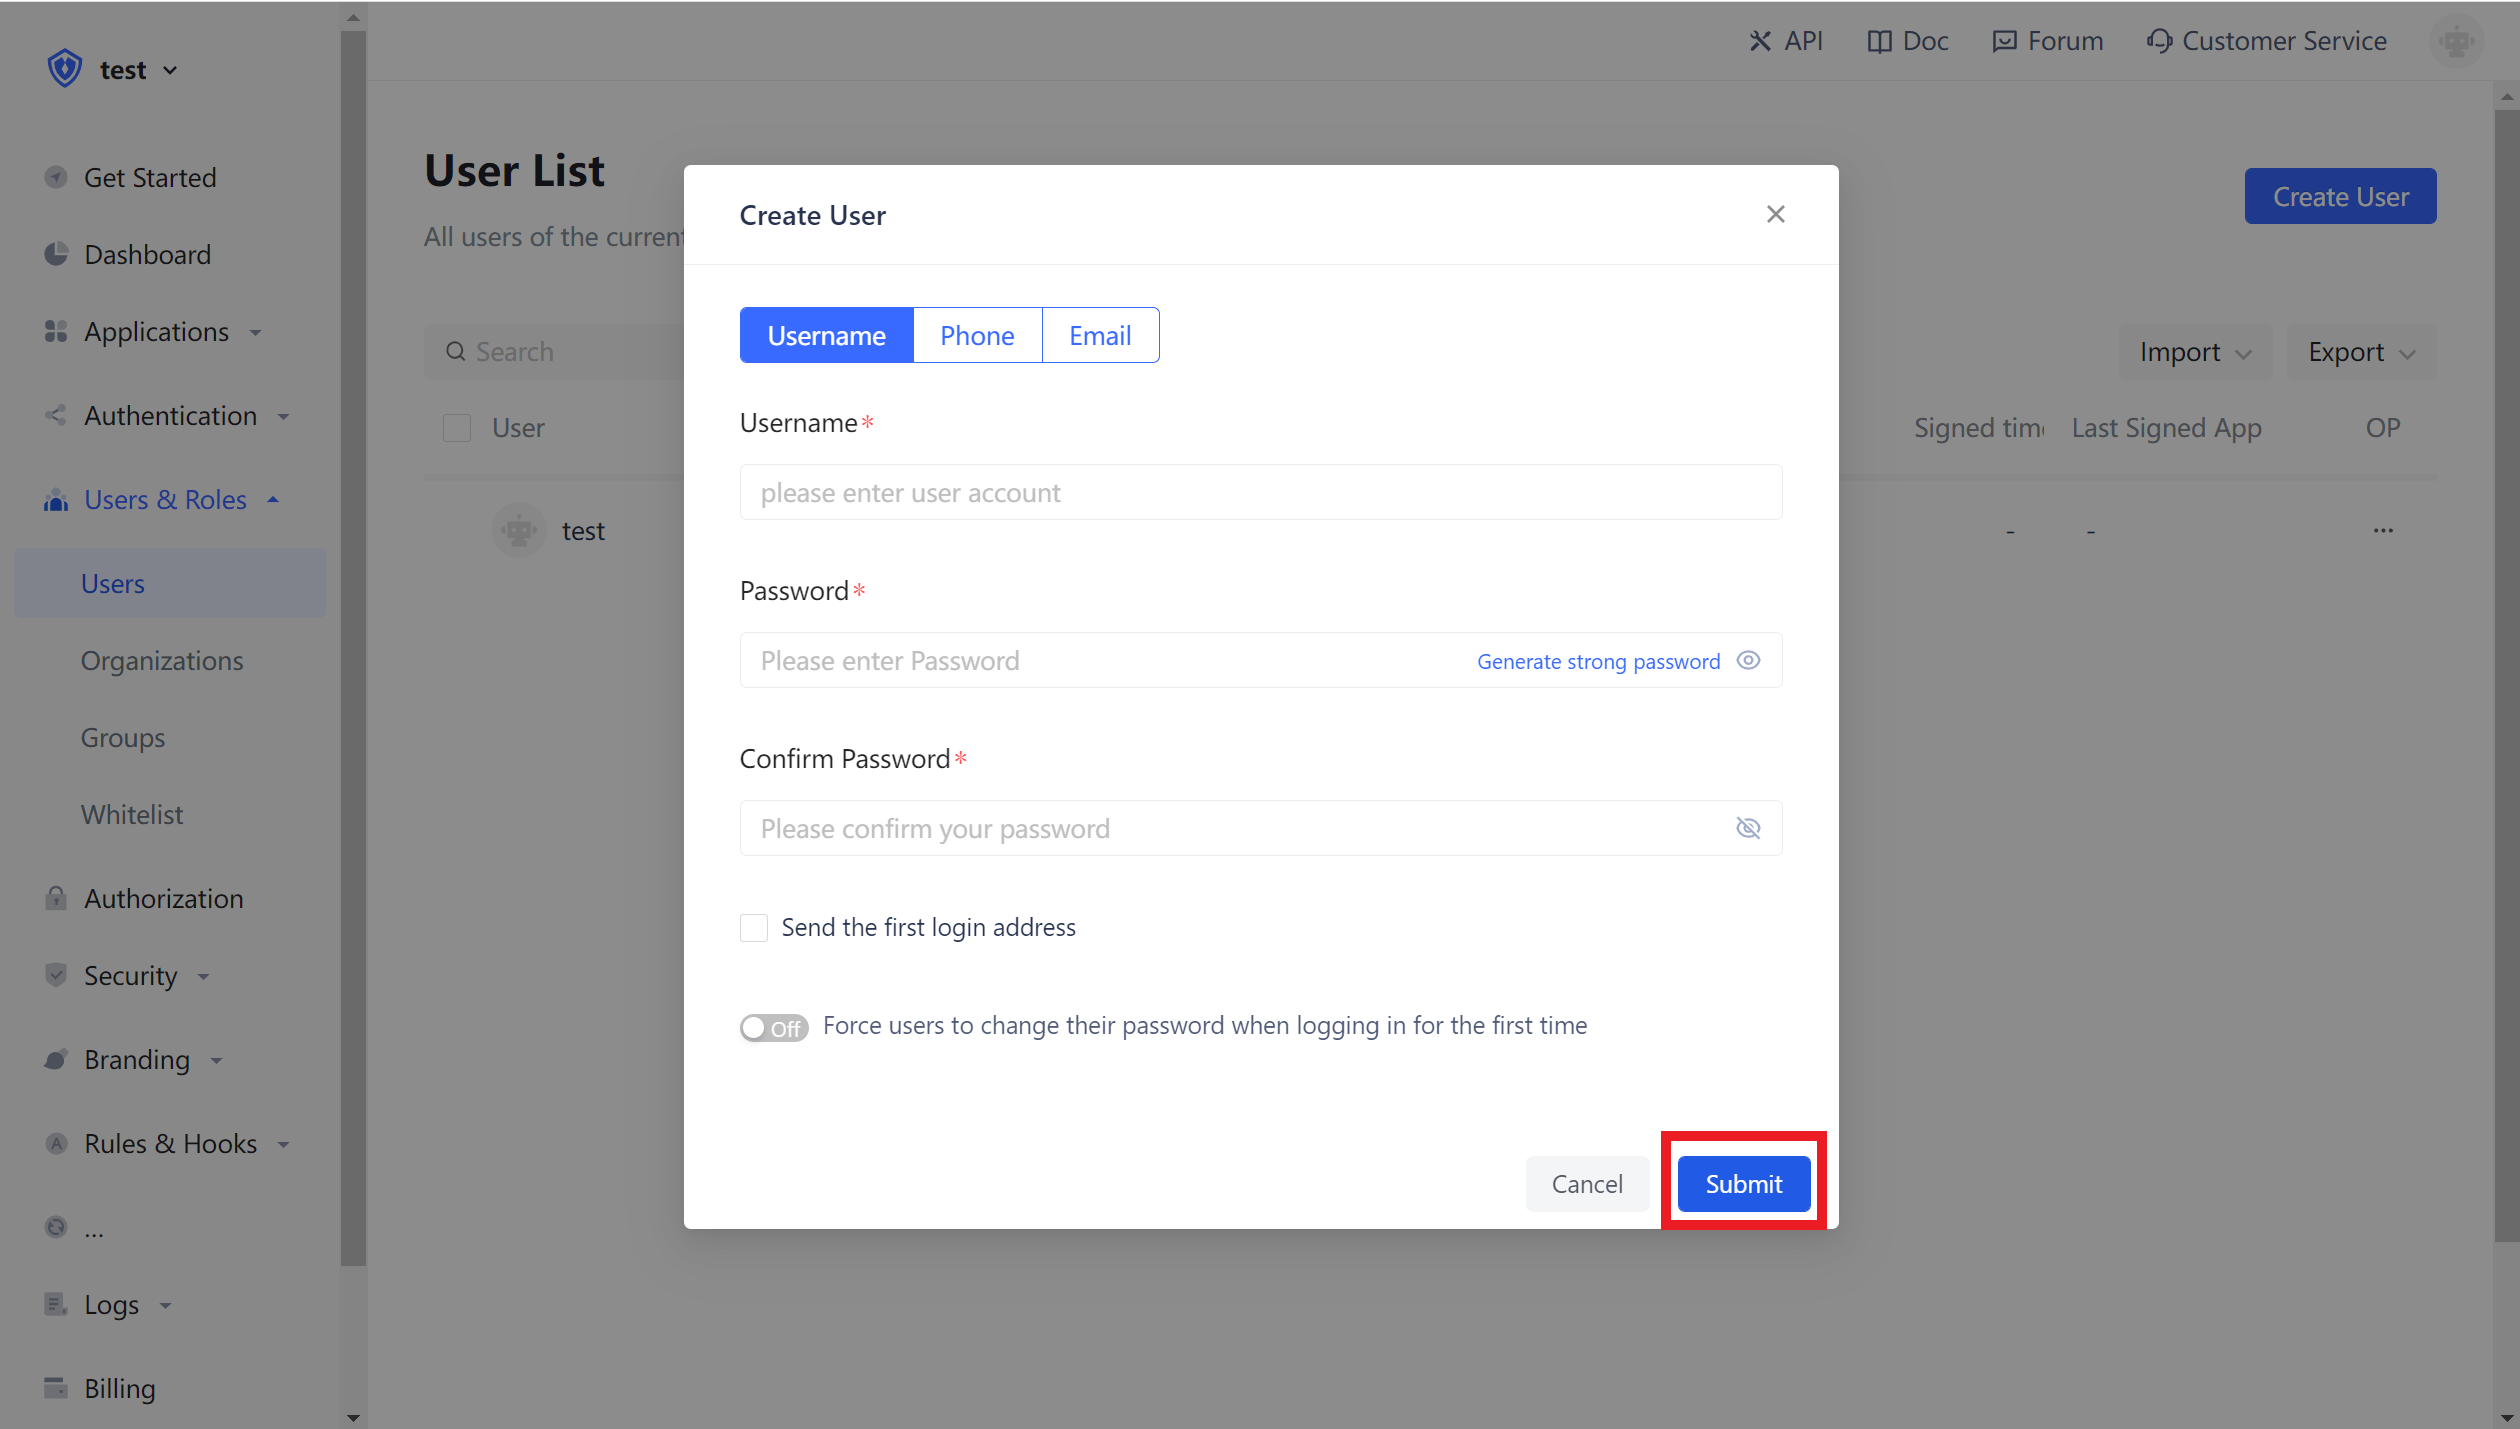 test
API
Doc
Forum
Customer Service
Get Started
Dashboard
Applications
Authentication
Users & Roles
Users
Organizations
Groups
Whitelist
Authorization
Security
Branding
Rules & Hooks
...
Logs
Billing
User List
All users of the current
Create User
Search
Import
Export
User
Signed time
Last Signed App
OP
test
-
-
...
Create User
Username
Phone
Email
Username*
please enter user account
Password*
Please enter Password
Generate strong password
Confirm Password*
Please confirm your password
Send the first login address
Off
Force users to change their password when logging in for the first time
Cancel
Submit